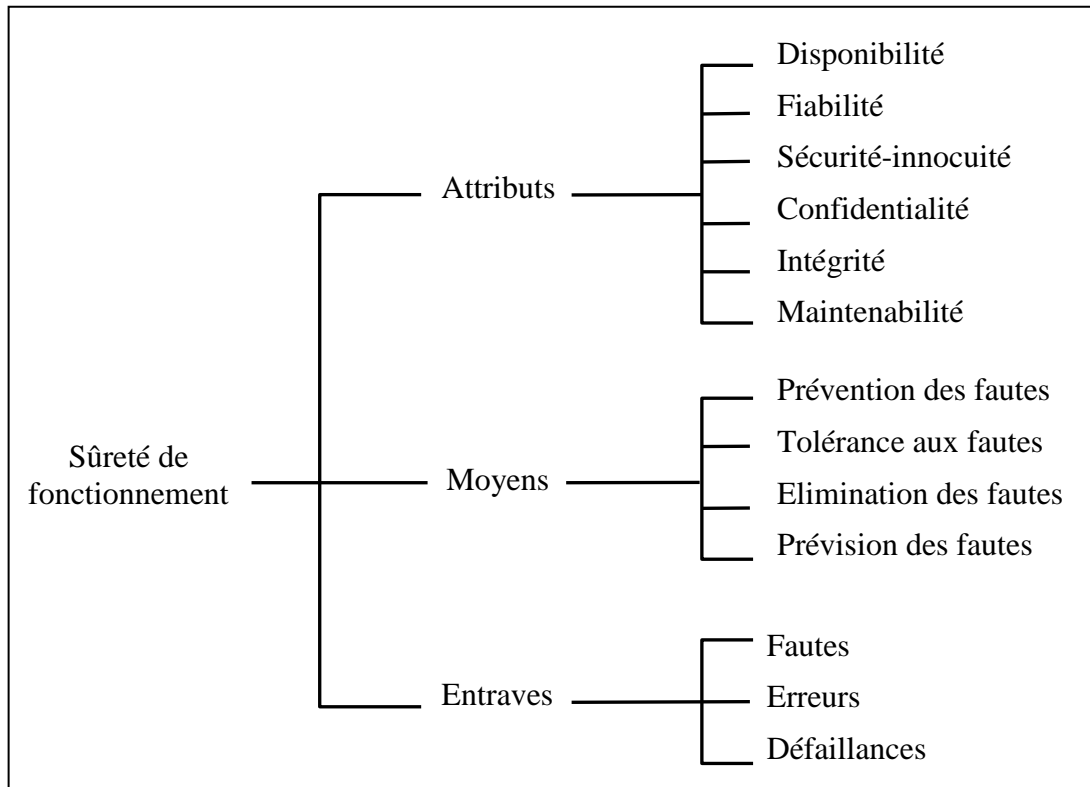 Disponibilité
Fiabilité
Sécurité-innocuité
Attributs
Confidentialité
Intégrité
Maintenabilité
Prévention des fautes
Tolérance aux fautes
Sûreté de
fonctionnement
Moyens
Elimination des fautes
Prévision des fautes
Fautes
Entraves
Erreurs
Défaillances